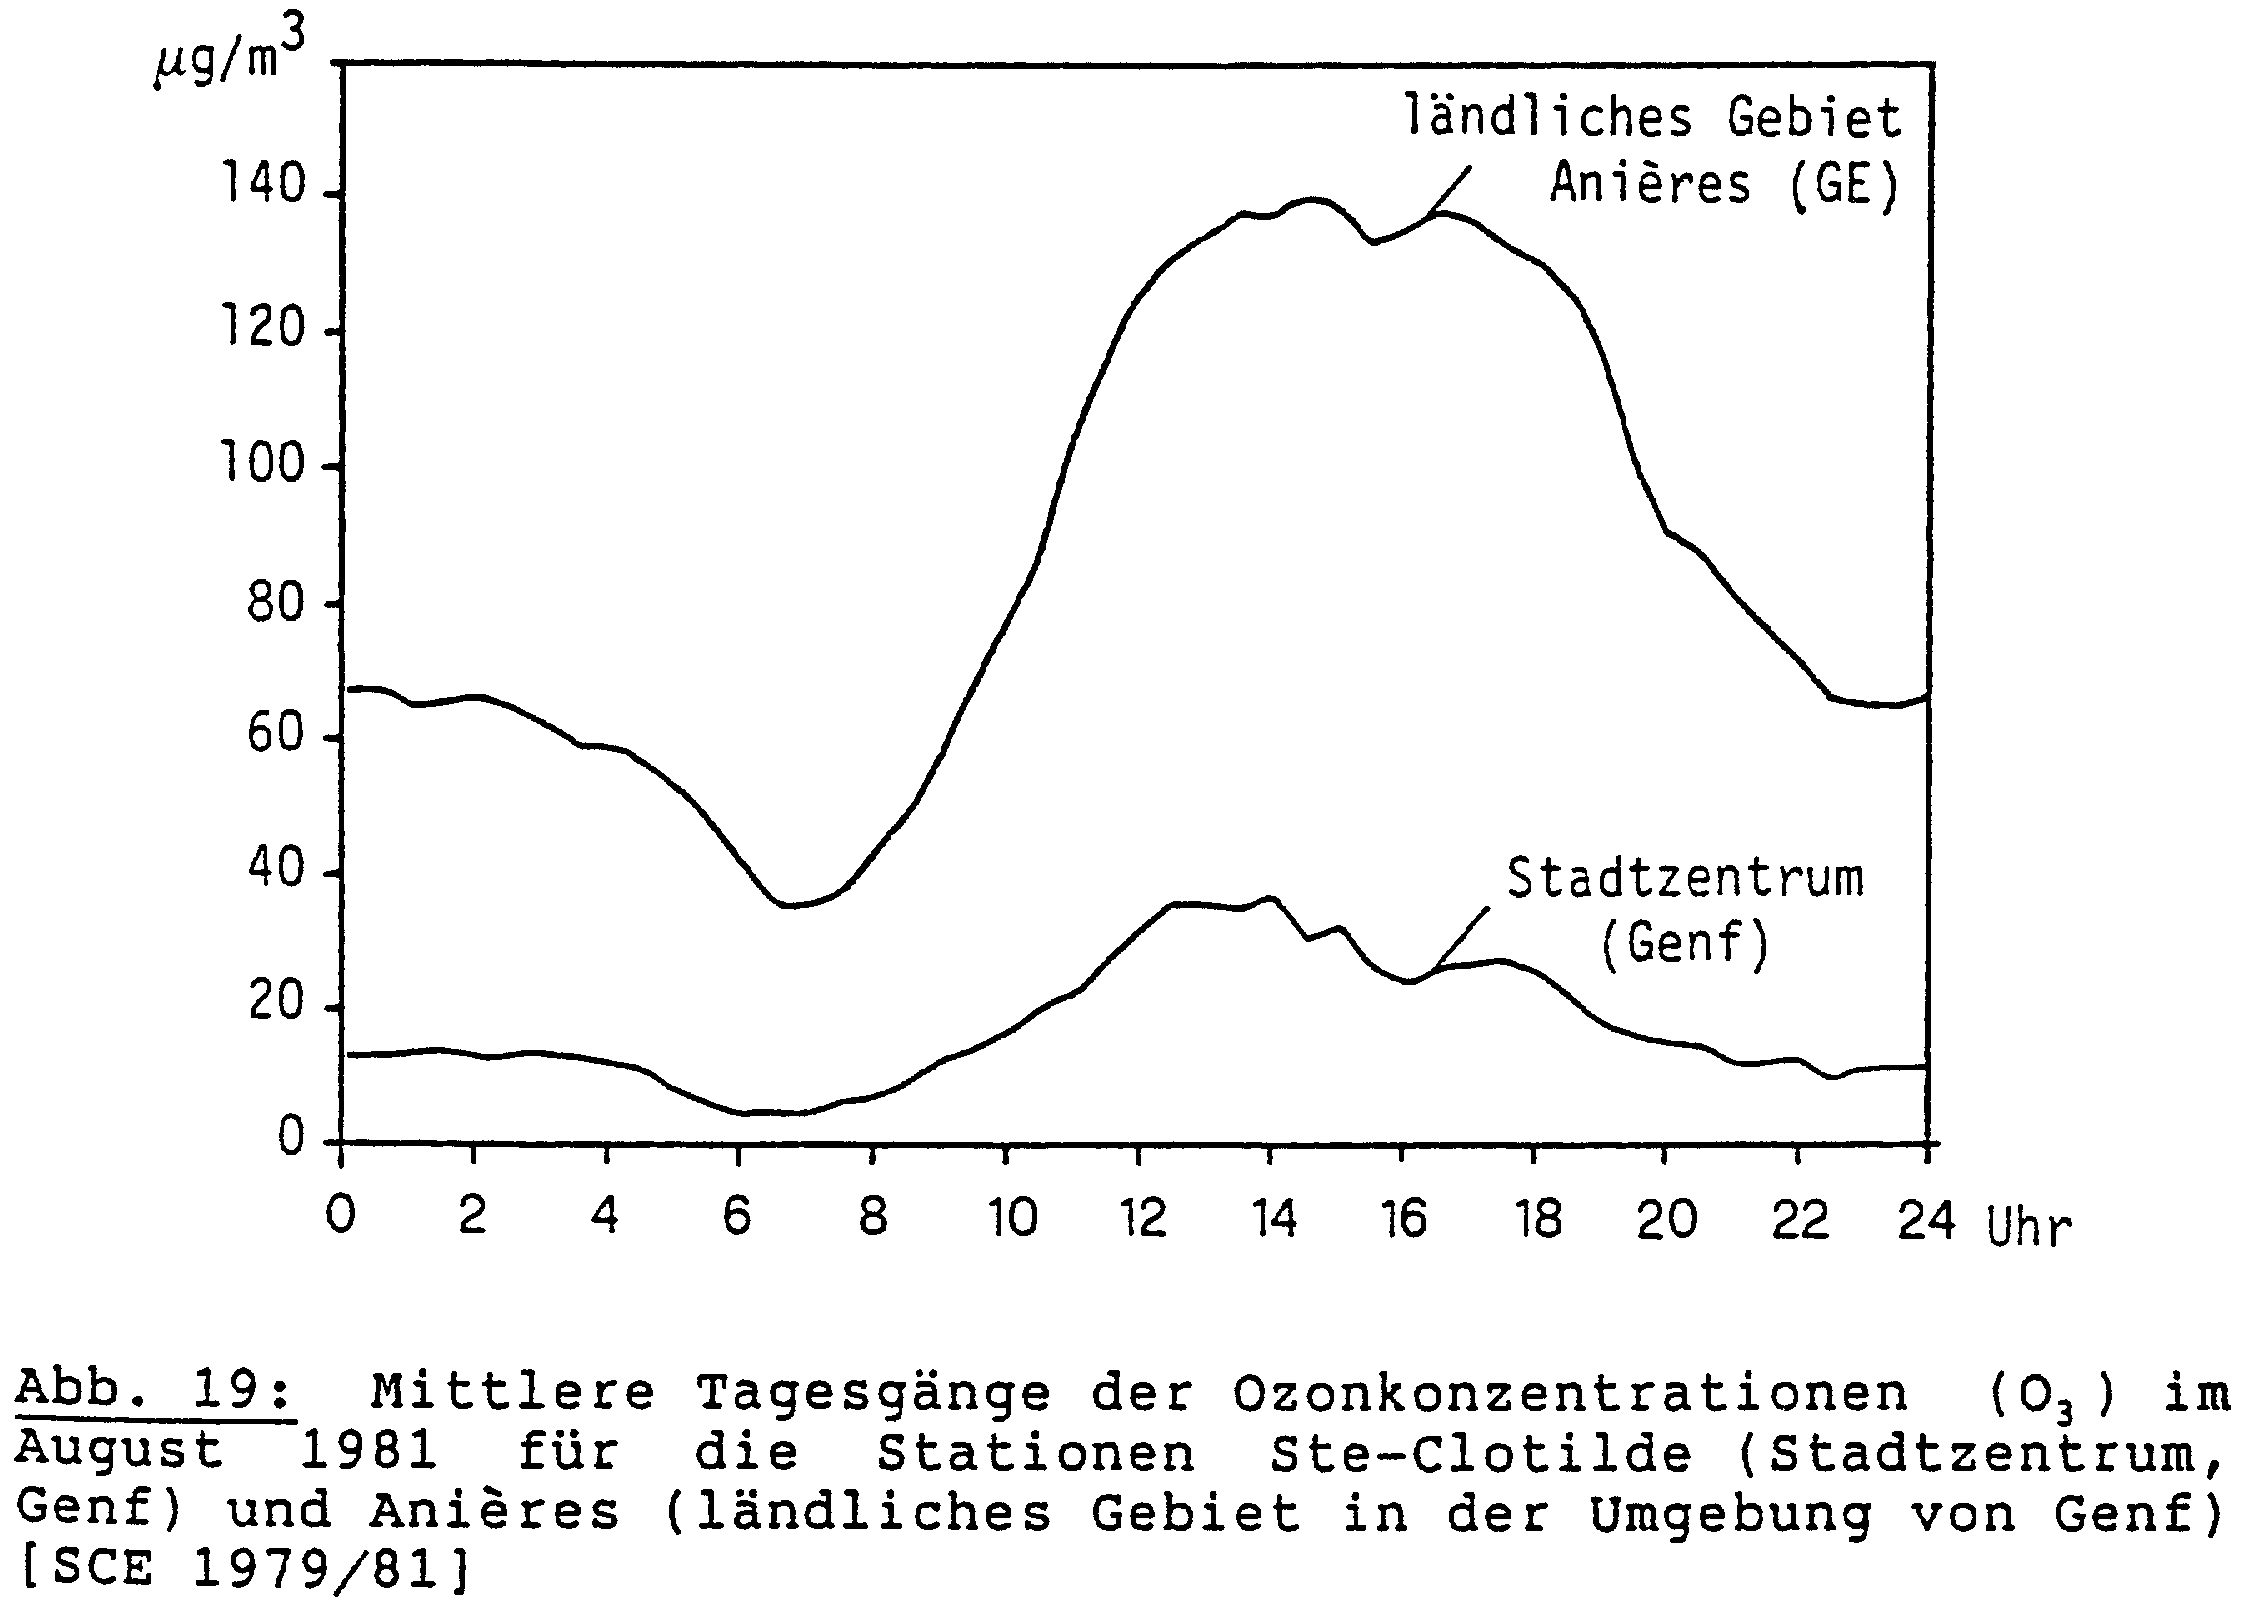 µg/m³
ländliches Gebiet
Anières (GE)
140
120
100
80
60
40
20
0
Stadtzentrum
(Genf)
0 2 4 6 8 10 12 14 16 18 20 22 24 Uhr
Abb. 19: Mittlere Tagesgänge der Ozonkonzentrationen (O₃) im
August 1981 für die Stationen Ste-Clotilde (Stadtzentrum,
Genf) und Anières (ländliches Gebiet in der Umgebung von Genf)
[SCE 1979/81]